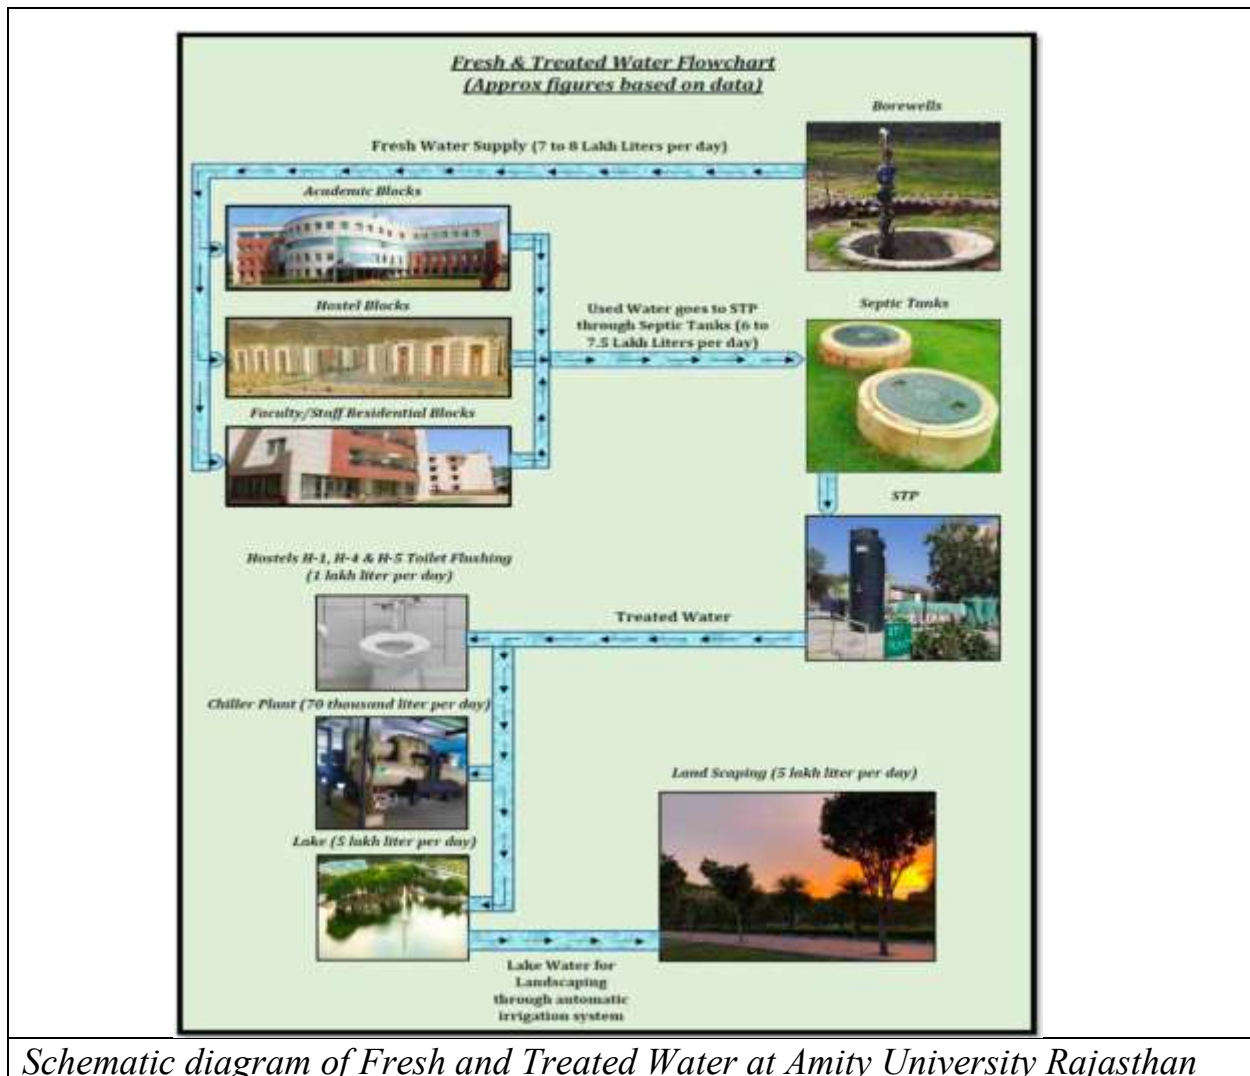 Fresh & Treated Water Flowchart
(Approx figures based on data)
Borewells
Fresh Water Supply (7 to 8 Lakh Liters per day)
Academic Blocks
Hostel Blocks
Used Water goes to STP
through Septic Tanks (6 to
7.5 Lakh Liters per day)
Septic Tanks
Faculty/Staff Residential Blocks
STP
Hostels H-1, H-4 & H-5 Toilet Flushing
(1 lakh liter per day)
Treated Water
Chiller Plant (70 thousand liter per day)
Land Scaping (5 lakh liter per day)
Lake (5 lakh liter per day)
Lake Water for
Landscaping
through automatic
irrigation system
Schematic diagram of Fresh and Treated Water at Amity University Rajasthan